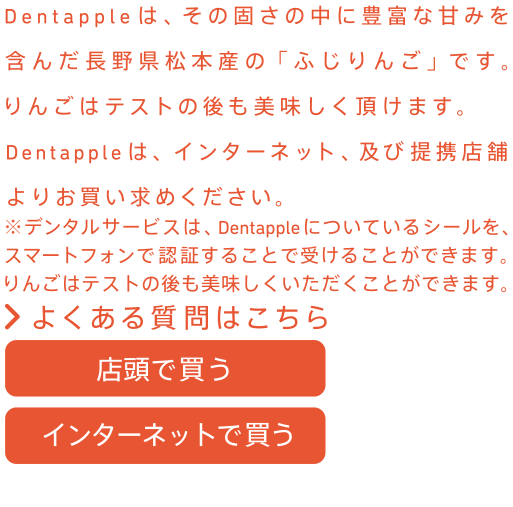 Dentappleは、その固さの中に豊富な甘みを
含んだ長野県松本産の「ふじりんご」です。
りんごはテストの後も美味しく頂けます。
Dentappleは、インターネット、及び提携店舗
よりお買い求めください。
※デンタルサービスは、Dentappleについているシールを、
スマートフォンで認証することで受けることができます。
りんごはテストの後も美味しくいただくことができます。
よくある質問はこちら
店頭で買う
インターネットで買う